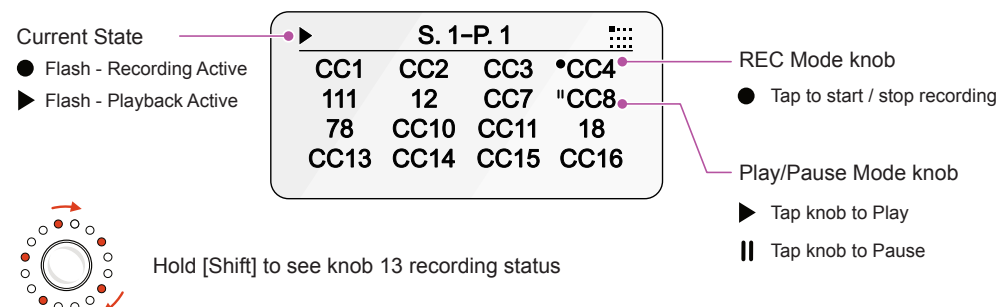 Current State
● Flash - Recording Active
▶ Flash - Playback Active
▶ S. 1–P. 1
CC1 CC2 CC3 ●CC4
111 12 CC7 "CC8
78 CC10 CC11 18
CC13 CC14 CC15 CC16
REC Mode knob
● Tap to start / stop recording
Play/Pause Mode knob
▶ Tap knob to Play
|| Tap knob to Pause
Hold [Shift] to see knob 13 recording status